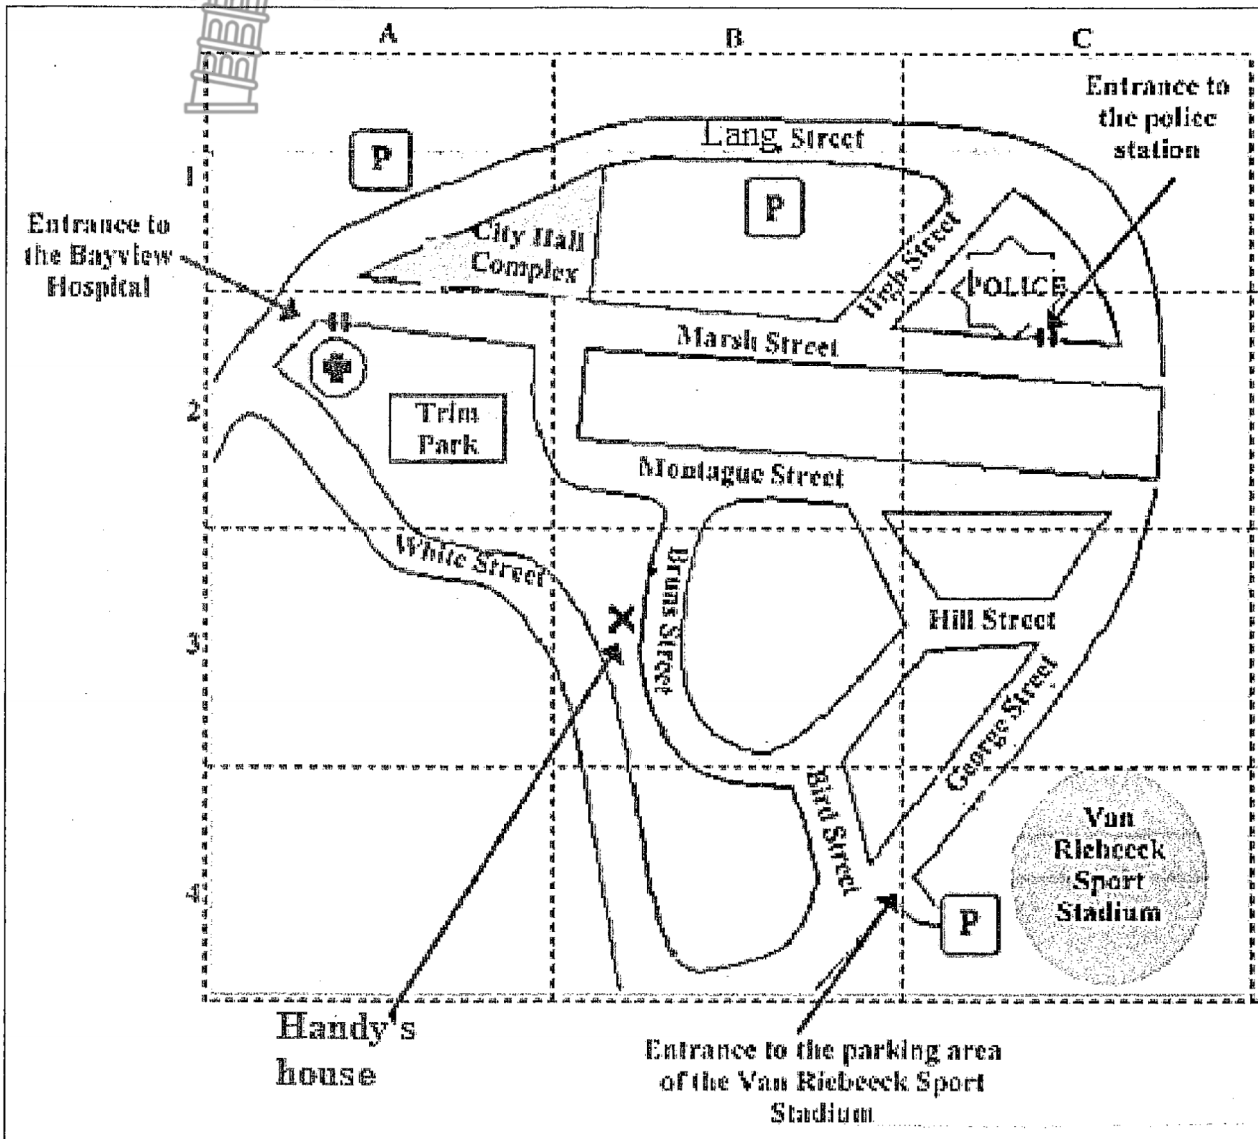 A
B
C
Entrance to
the police
station
Lang Street
P
1
P
Entrance to
the Bayview
Hospital
City Hall
Complex
High Street
POLICE
Marsh Street
2
Trim
Park
Montague Street
White Street
Bruns Street
X
Hill Street
3
George Street
Bird Street
Van
Riebeeck
Sport
Stadium
4
P
Handy's
house
Entrance to the parking area
of the Van Riebeeck Sport
Stadium